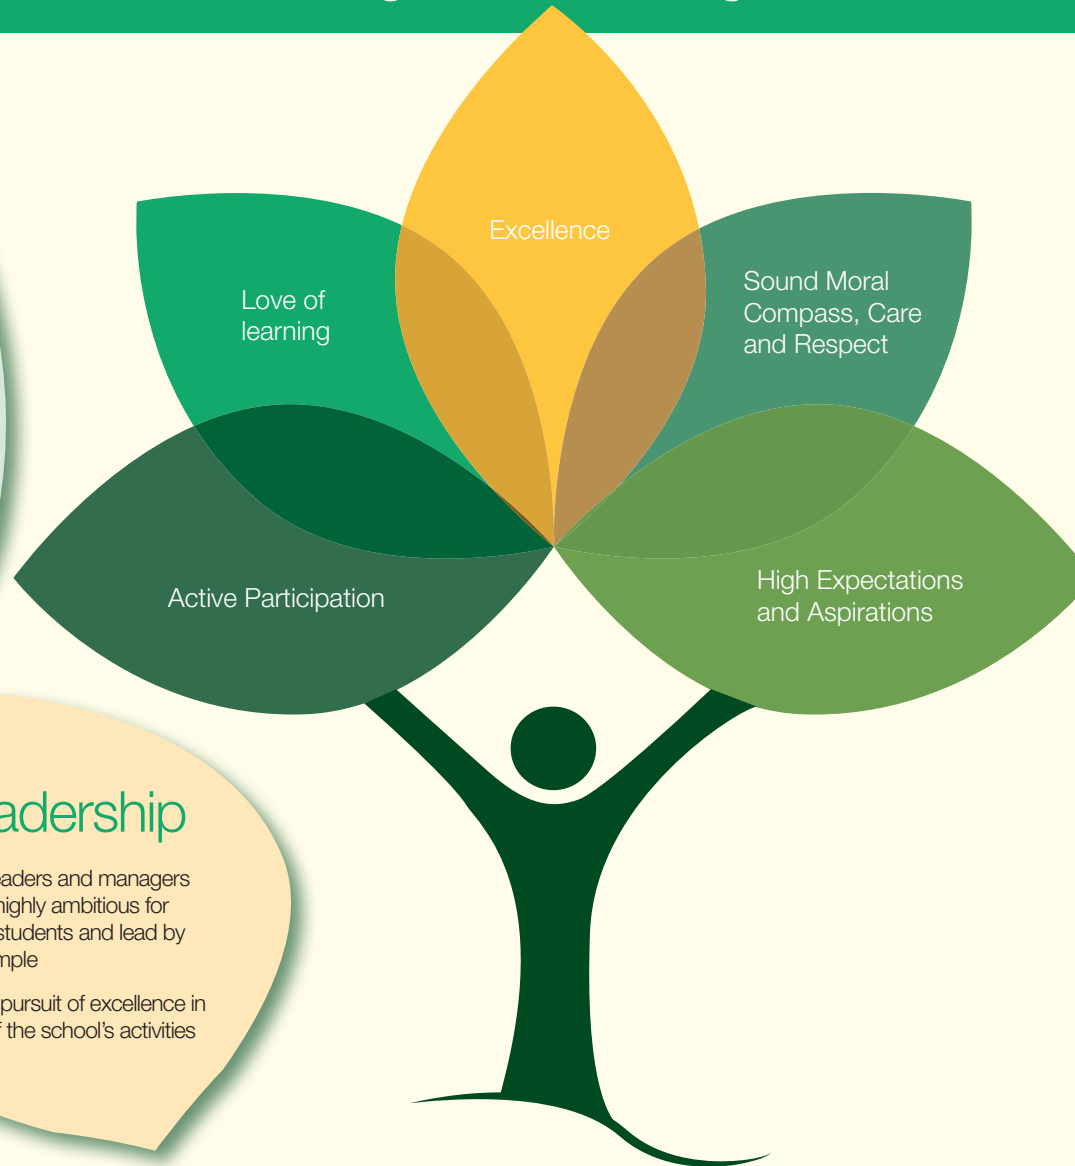 Excellence
Love of
learning
Sound Moral
Compass, Care
and Respect
Active Participation
High Expectations
and Aspirations
adership
eaders and managers
highly ambitious for
students and lead by
mple
pursuit of excellence in
f the school's activities